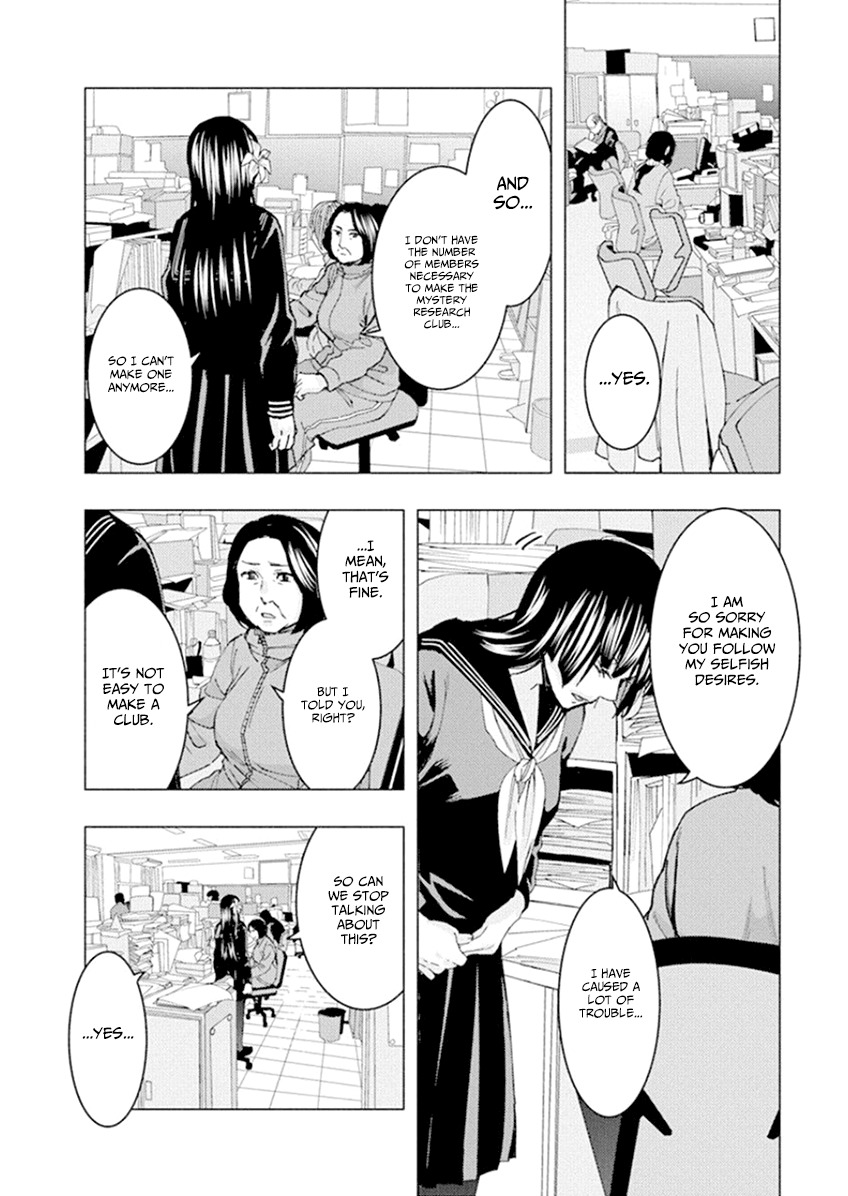 ...YES.
AND
SO...
I DON'T HAVE
THE NUMBER
OF MEMBERS
NECESSARY
TO MAKE THE
MYSTERY
RESEARCH
CLUB...
SO I CAN'T
MAKE ONE
ANYMORE...
I AM
SO SORRY
FOR MAKING
YOU FOLLOW
MY SELFISH
DESIRES.
I HAVE
CAUSED A
LOT OF
TROUBLE...
...I
MEAN,
THAT'S
FINE.
BUT I
TOLD YOU,
RIGHT?
IT'S NOT
EASY TO
MAKE A
CLUB.
SO CAN
WE STOP
TALKING
ABOUT
THIS?
...YES...